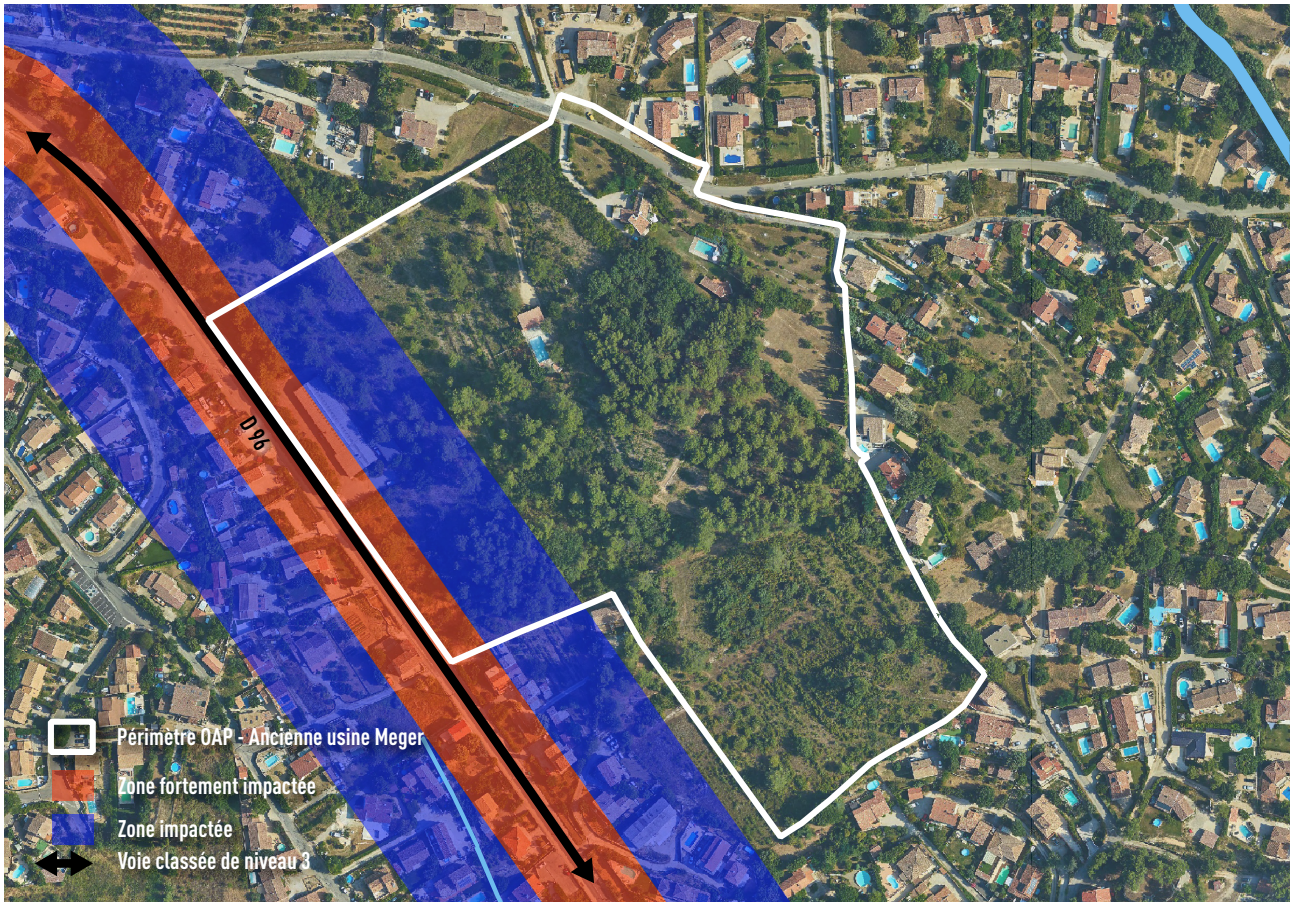 D 96
Périmètre OAP - Ancienne usine Meger
Zone fortement impactée
Zone impactée
Voie classée de niveau 3